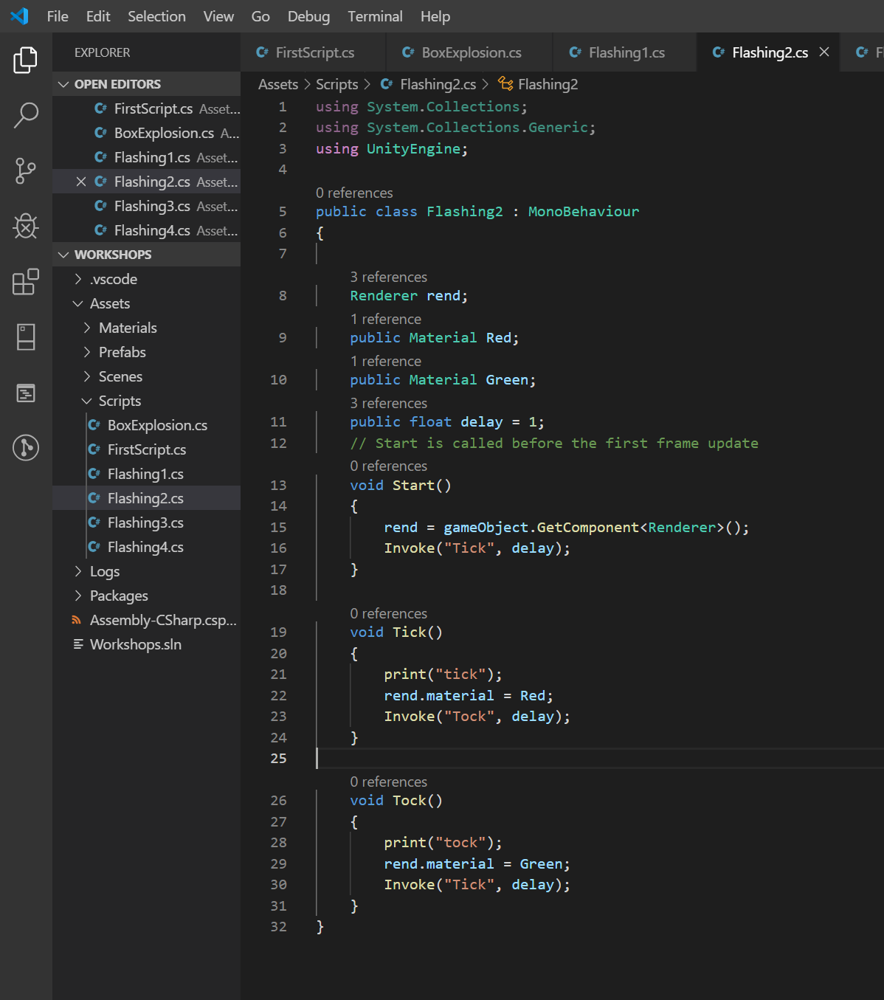 File Edit Selection View Go Debug Terminal Help
EXPLORER
OPEN EDITORS
FirstScript.cs Asset...
BoxExplosion.cs A...
Flashing1.cs Asset...
Flashing2.cs Asset...
Flashing3.cs Asset...
Flashing4.cs Asset...
WORKSHOPS
.vscode
Assets
Materials
Prefabs
Scenes
Scripts
BoxExplosion.cs
FirstScript.cs
Flashing1.cs
Flashing2.cs
Flashing3.cs
Flashing4.cs
Logs
Packages
Assembly-CSharp.csp...
Workshops.sln
FirstScript.cs BoxExplosion.cs Flashing1.cs Flashing2.cs
Assets > Scripts > Flashing2.cs > Flashing2
1 using System.Collections;
2 using System.Collections.Generic;
3 using UnityEngine;
4
0 references
5 public class Flashing2 : MonoBehaviour
6 {
7
3 references
8 Renderer rend;
1 reference
9 public Material Red;
1 reference
10 public Material Green;
3 references
11 public float delay = 1;
12 // Start is called before the first frame update
0 references
13 void Start()
14 {
15 rend = gameObject.GetComponent<Renderer>();
16 Invoke("Tick", delay);
17 }
18
0 references
19 void Tick()
20 {
21 print("tick");
22 rend.material = Red;
23 Invoke("Tock", delay);
24 }
25
0 references
26 void Tock()
27 {
28 print("tock");
29 rend.material = Green;
30 Invoke("Tick", delay);
31 }
32 }